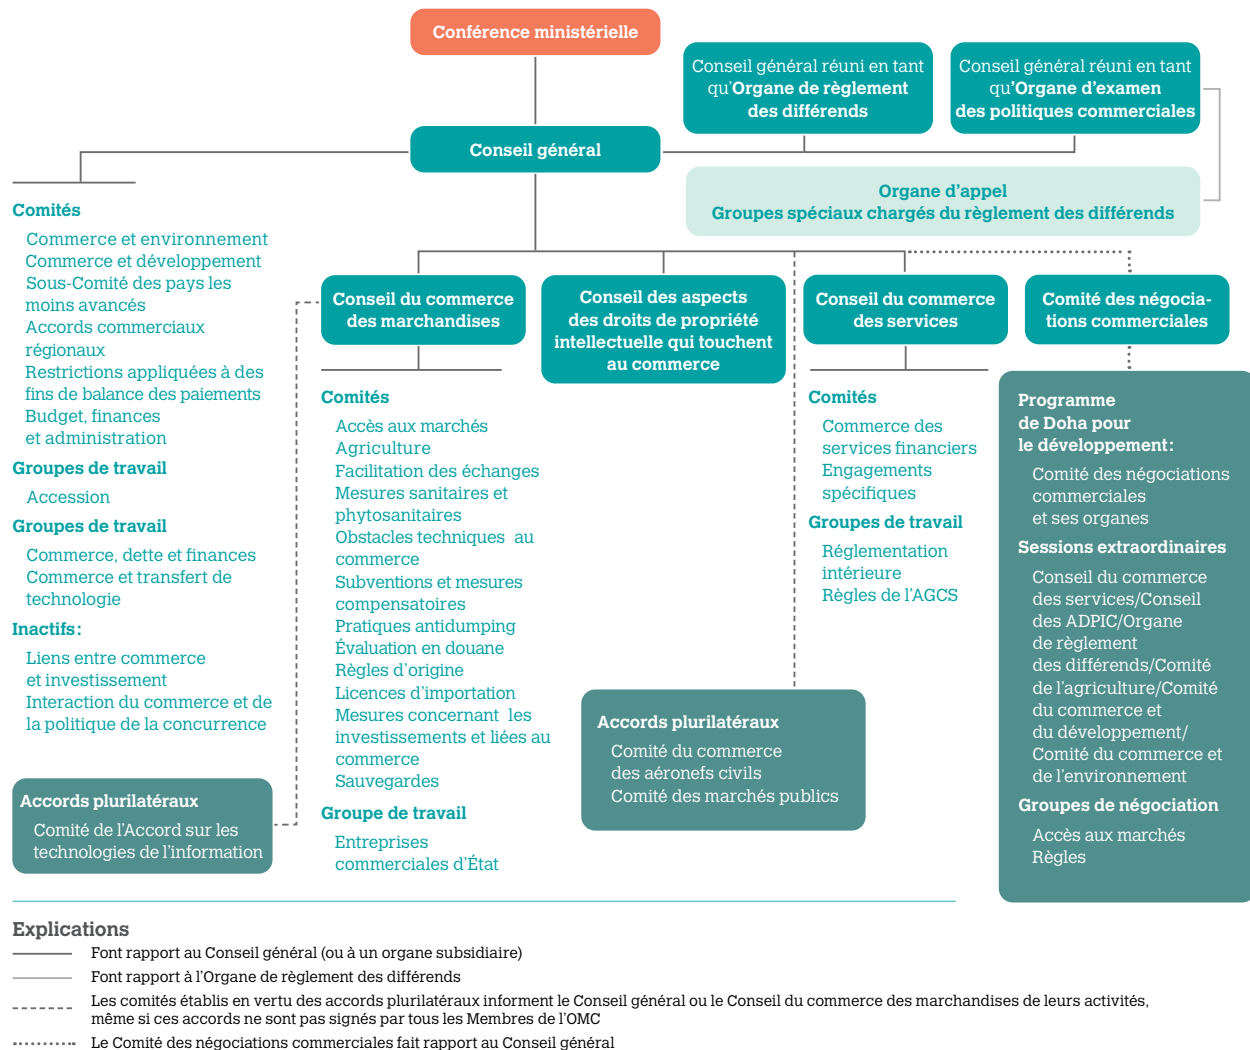 Conférence ministérielle
Conseil général réuni en tant
qu'Organe de règlement
des différends
Conseil général réuni en tant
qu'Organe d'examen
des politiques commerciales
Conseil général
Organe d'appel
Groupes spéciaux chargés du règlement des différends
Comités
Commerce et environnement
Commerce et développement
Sous-Comité des pays les
moins avancés
Accords commerciaux
régionaux
Restrictions appliquées à des
fins de balance des paiements
Budget, finances
et administration
Groupes de travail
Accession
Groupes de travail
Commerce, dette et finances
Commerce et transfert de
technologie
Inactifs :
Liens entre commerce
et investissement
Interaction du commerce et de
la politique de la concurrence
Accords plurilatéraux
Comité de l'Accord sur les
technologies de l'information
Conseil du commerce
des marchandises
Comités
Accès aux marchés
Agriculture
Facilitation des échanges
Mesures sanitaires et
phytosanitaires
Obstacles techniques au
commerce
Subventions et mesures
compensatoires
Pratiques antidumping
Évaluation en douane
Règles d'origine
Licences d'importation
Mesures concernant les
investissements et liées au
commerce
Sauvegardes
Groupe de travail
Entreprises
commerciales d'État
Conseil des aspects
des droits de propriété
intellectuelle qui touchent
au commerce
Accords plurilatéraux
Comité du commerce
des aéronefs civils
Comité des marchés publics
Conseil du commerce
des services
Comités
Commerce des
services financiers
Engagements
spécifiques
Groupes de travail
Réglementation
intérieure
Règles de l'AGCS
Comité des négocia-
tions commerciales
Programme
de Doha pour
le développement :
Comité des négociations
commerciales
et ses organes
Sessions extraordinaires
Conseil du commerce
des services/Conseil
des ADPIC/Organe
de règlement
des différends/Comité
de l'agriculture/Comité
du commerce et
du développement/
Comité du commerce et
de l'environnement
Groupes de négociation
Accès aux marchés
Règles
Explications
Font rapport au Conseil général (ou à un organe subsidiaire)
Font rapport à l'Organe de règlement des différends
Les comités établis en vertu des accords plurilatéraux informent le Conseil général ou le Conseil du commerce des marchandises de leurs activités,
même si ces accords ne sont pas signés par tous les Membres de l'OMC
Le Comité des négociations commerciales fait rapport au Conseil général